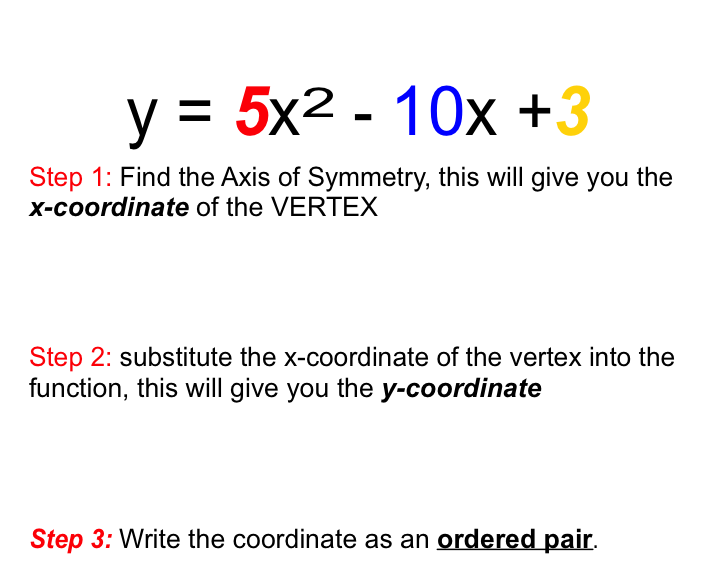 y = 5x² - 10x +3
Step 1: Find the Axis of Symmetry, this will give you the
x-coordinate of the VERTEX
Step 2: substitute the x-coordinate of the vertex into the
function, this will give you the y-coordinate
Step 3: Write the coordinate as an ordered pair.